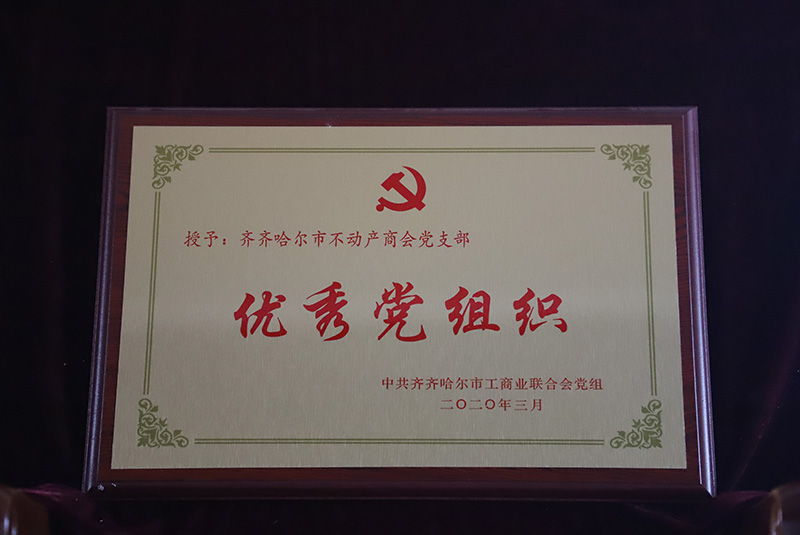 授予：齐齐哈尔市不动产商会党支部
优秀党组织
中共齐齐哈尔市工商业联合会党组
二〇二〇年三月